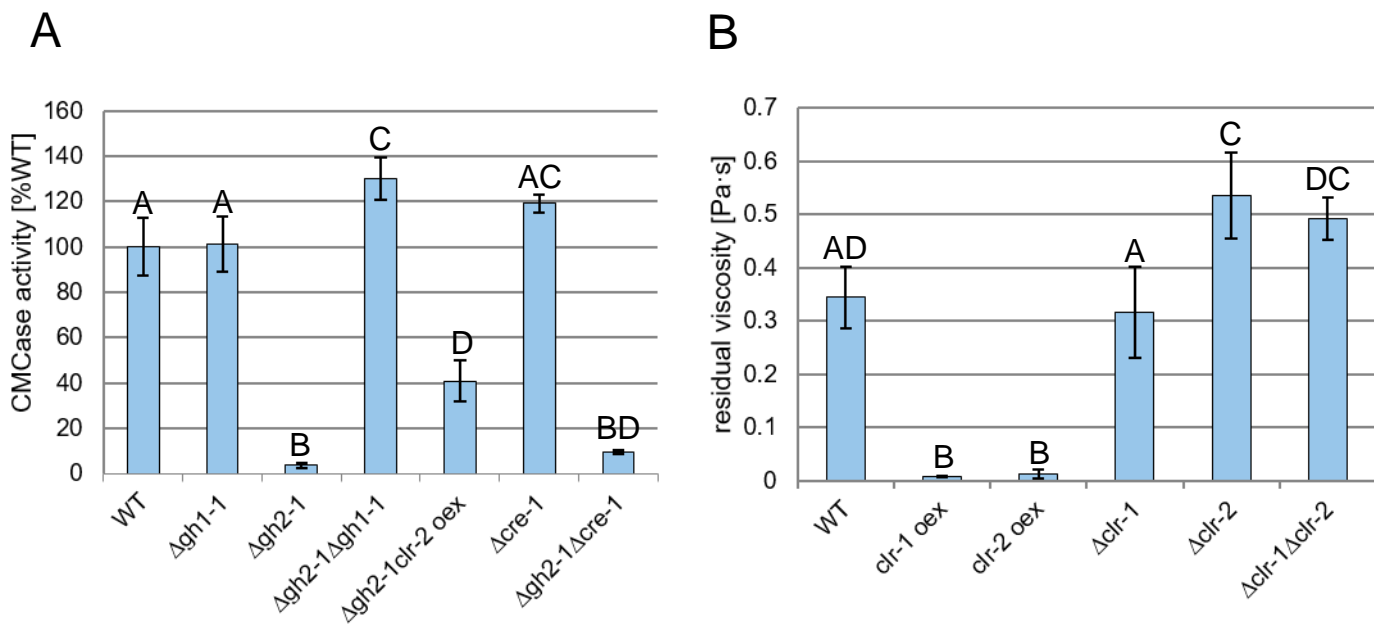 A
CMCase activity [%WT]
160
140
120
100
80
60
40
20
0
A
A
B
C
D
AC
BD
WT
Δgh1-1
Δgh2-1
Δgh2-1Δgh1-1
Δgh2-1clr-2 oex
Δcre-1
Δgh2-1Δcre-1
B
residual viscosity [Pa·s]
0.7
0.6
0.5
0.4
0.3
0.2
0.1
0
AD
B
B
A
C
DC
WT
clr-1 oex
clr-2 oex
Δclr-1
Δclr-2
Δclr-1Δclr-2